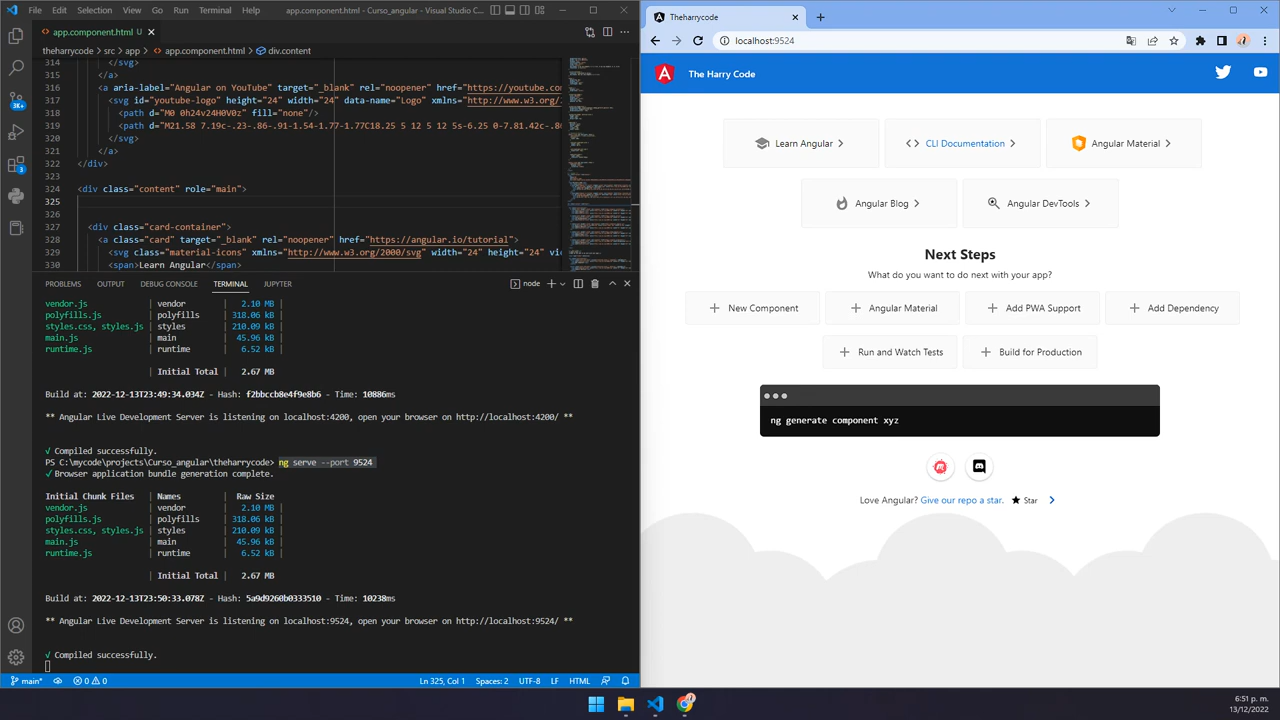 File Edit Selection View Go Run Terminal Help app.component.html - Curso_angular - Visual Studio C...
app.component.html U
theharrycode > src > app > app.component.html > div.content
314 </svg>
315 </a>
316 <a aria-label="Angular on YouTube" target="_blank" rel="noopener" href="https://youtube.co
317 <svg id="youtube-logo" height="24" width="24" data-name="Logo" xmlns="http://www.w3.org/
318 <path d="M0 0h24v24H0V0z" fill="none"/>
319 <path d="M21.58 7.19c-.23-.86-.91-1.54-1.77-1.77C18.25 5 12 5 12 5s-6.25 0-7.81.42c-.8
320 </svg>
321 </a>
322 </div>
323
324 <div class="content" role="main">
325
326
327 <div class="card-container">
328 <a class="card" target="_blank" rel="noopener" href="https://angular.io/tutorial">
329 <svg class="material-icons" xmlns="http://www.w3.org/2000/svg" width="24" height="24" vi
330 <span>Learn Angular</span>
PROBLEMS OUTPUT DEBUG CONSOLE TERMINAL JUPYTER node
vendor.js | vendor | 2.10 MB |
polyfills.js | polyfills | 318.06 kB |
styles.css, styles.js | styles | 210.09 kB |
main.js | main | 45.96 kB |
runtime.js | runtime | 6.52 kB |
| Initial Total | 2.67 MB
Build at: 2022-12-13T23:49:34.034Z - Hash: f2bbccb8e4f9e8b6 - Time: 10886ms
** Angular Live Development Server is listening on localhost:4200, open your browser on http://localhost:4200/ **
√ Compiled successfully.
PS C:\mycode\projects\Curso_angular\theharrycode> ng serve --port 9524
√ Browser application bundle generation complete.
Initial Chunk Files | Names | Raw Size
vendor.js | vendor | 2.10 MB |
polyfills.js | polyfills | 318.06 kB |
styles.css, styles.js | styles | 210.09 kB |
main.js | main | 45.96 kB |
runtime.js | runtime | 6.52 kB |
| Initial Total | 2.67 MB
Build at: 2022-12-13T23:50:33.078Z - Hash: 5a9d9260b0333510 - Time: 10238ms
** Angular Live Development Server is listening on localhost:9524, open your browser on http://localhost:9524/ **
√ Compiled successfully.
3K+
3
main* 0 0 Ln 325, Col 1 Spaces: 2 UTF-8 LF HTML
Theharrycode
localhost:9524
The Harry Code
Learn Angular
CLI Documentation
Angular Material
Angular Blog
Angular DevTools
Next Steps
What do you want to do next with your app?
New Component
Angular Material
Add PWA Support
Add Dependency
Run and Watch Tests
Build for Production
ng generate component xyz
Love Angular? Give our repo a star. Star
6:51 p. m.
13/12/2022